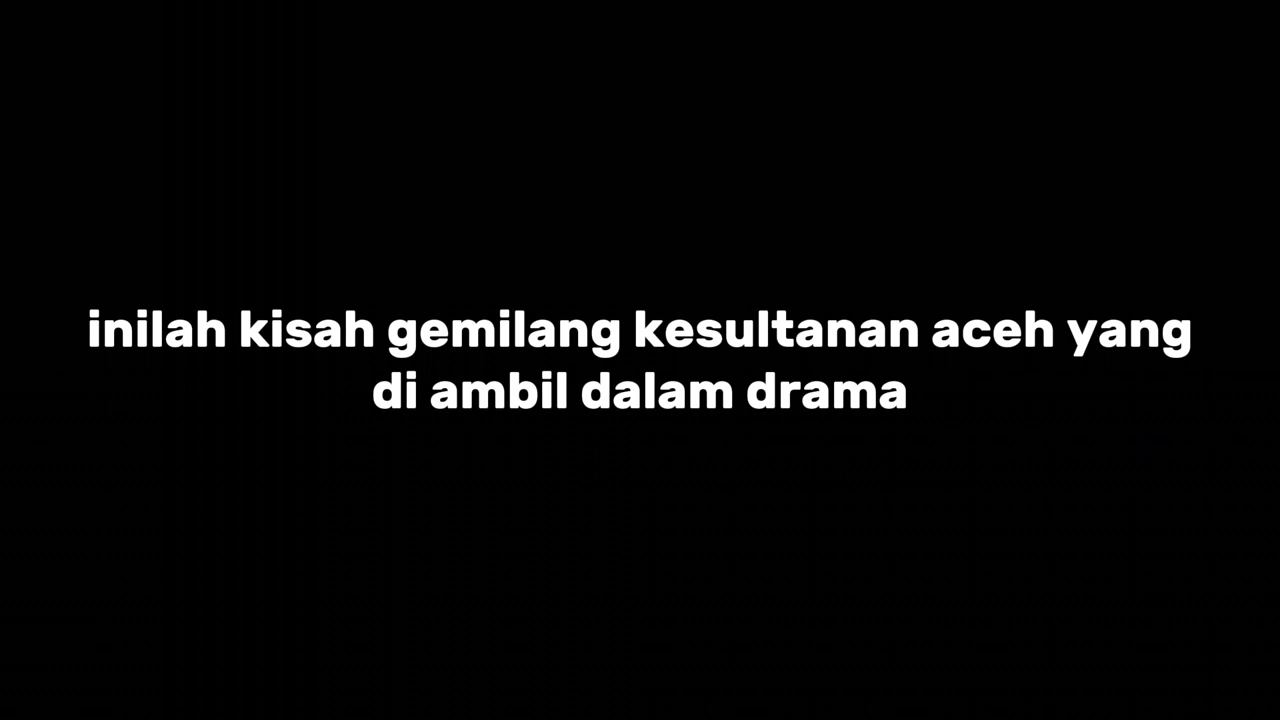 inilah kisah gemilang kesultanan aceh yang
di ambil dalam drama